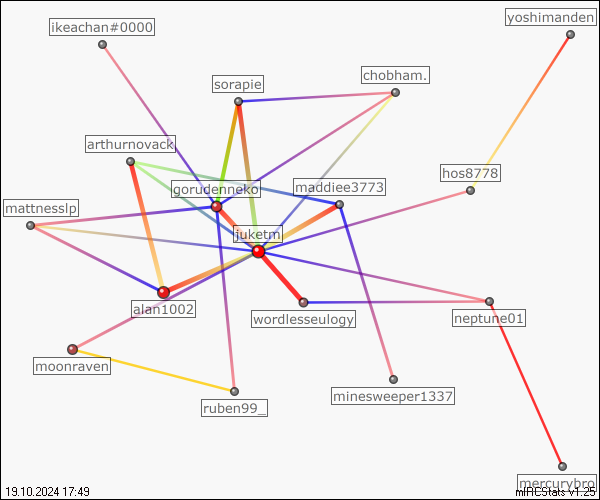 ikeachan#0000
yoshimanden
sorapie
chobham.
arthurnovack
hos8778
gorudenneko
maddiee3773
mattnesslp
juketm
alan1002
wordlesseulogy
neptune01
moonraven
minesweeper1337
ruben99_
mercurybro
19.10.2024 17:49
mIRCStats v1.25